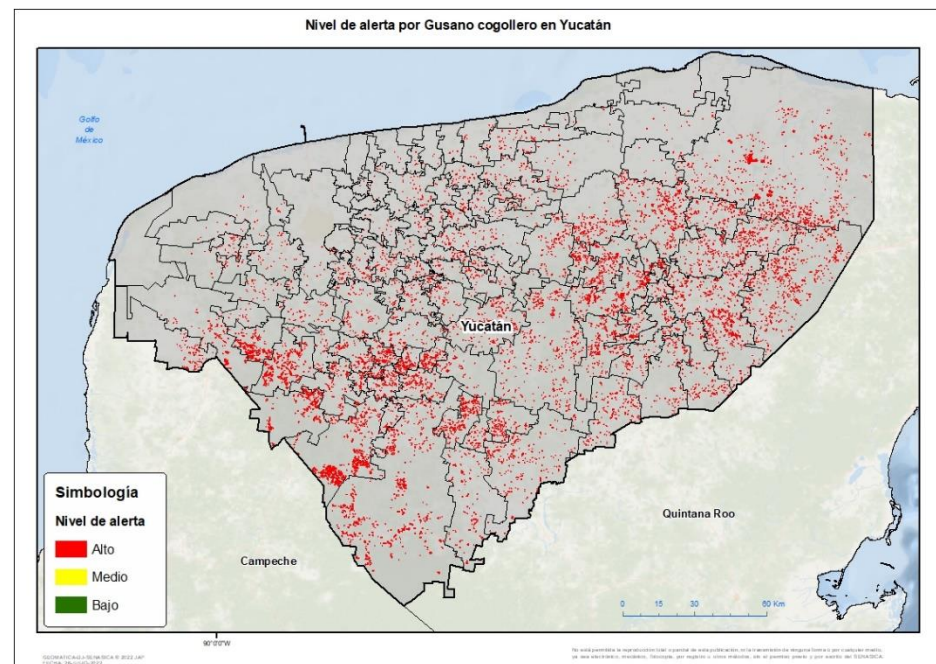 Nivel de alerta por Gusano cogollero en Yucatán
Golfo
de
México
Yucatán
Quintana Roo
Campeche
Simbología
Nivel de alerta
Alto
Medio
Bajo
0 15 30 60 Km
90°0'0"W